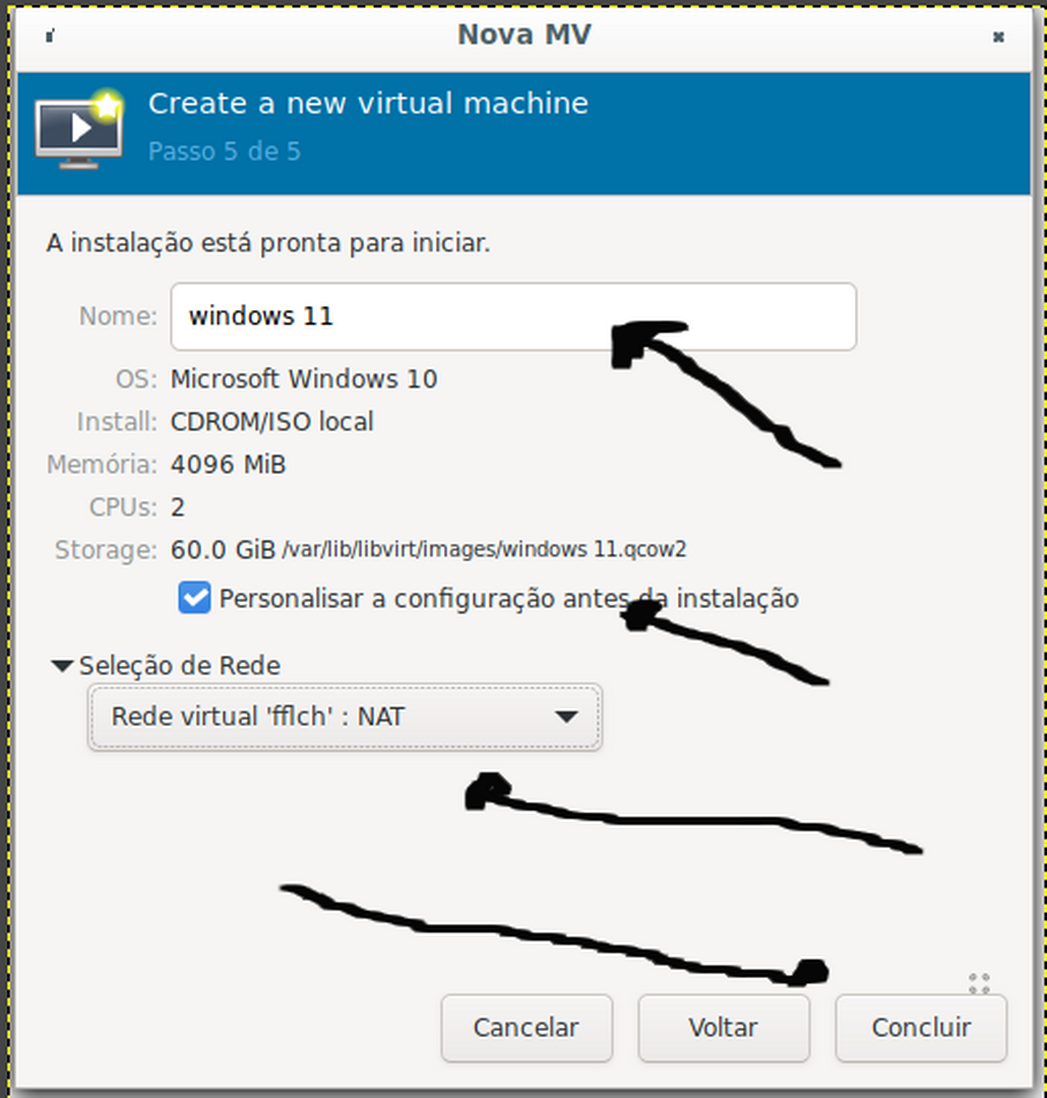 Nova MV
Create a new virtual machine
Passo 5 de 5
A instalação está pronta para iniciar.
Nome: windows 11
OS: Microsoft Windows 10
Install: CDROM/ISO local
Memória: 4096 MiB
CPUs: 2
Storage: 60.0 GiB /var/lib/libvirt/images/windows 11.qcow2
Personalisar a configuração antes da instalação
Seleção de Rede
Rede virtual 'fflch' : NAT
Cancelar Voltar Concluir